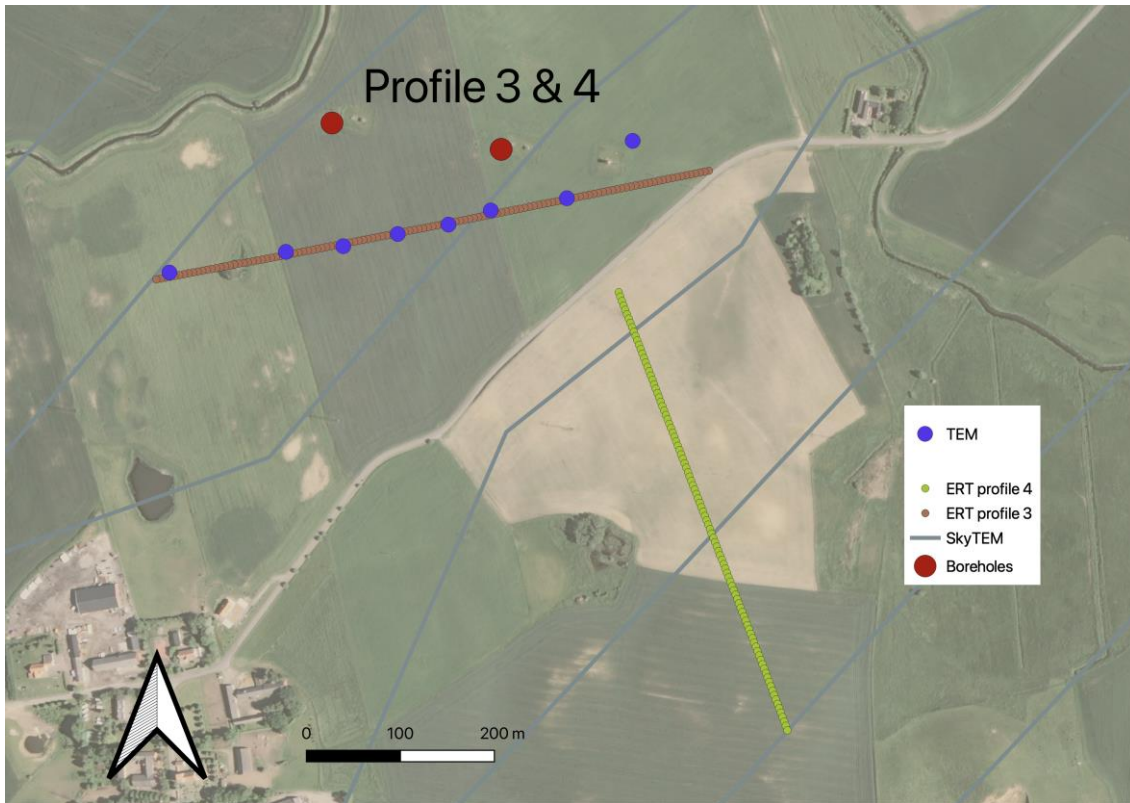 Profile 3 & 4
TEM
ERT profile 4
ERT profile 3
SkyTEM
Boreholes
0 100 200 m